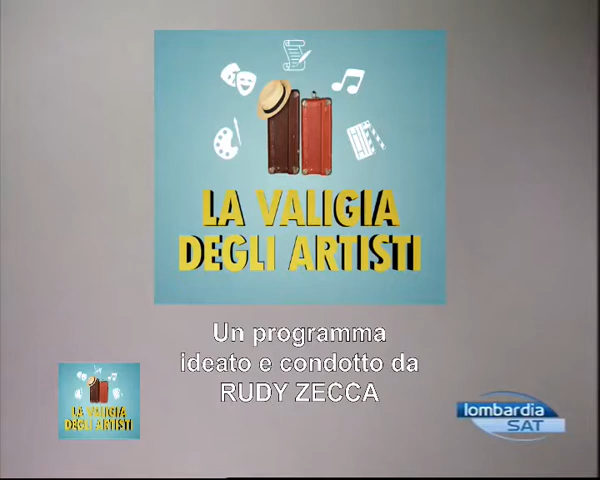 LA VALIGIA
DEGLI ARTISTI
Un programma
ideato e condotto da
RUDY ZECCA
LA VALIGIA
DEGLI ARTISTI
lombardia
SAT